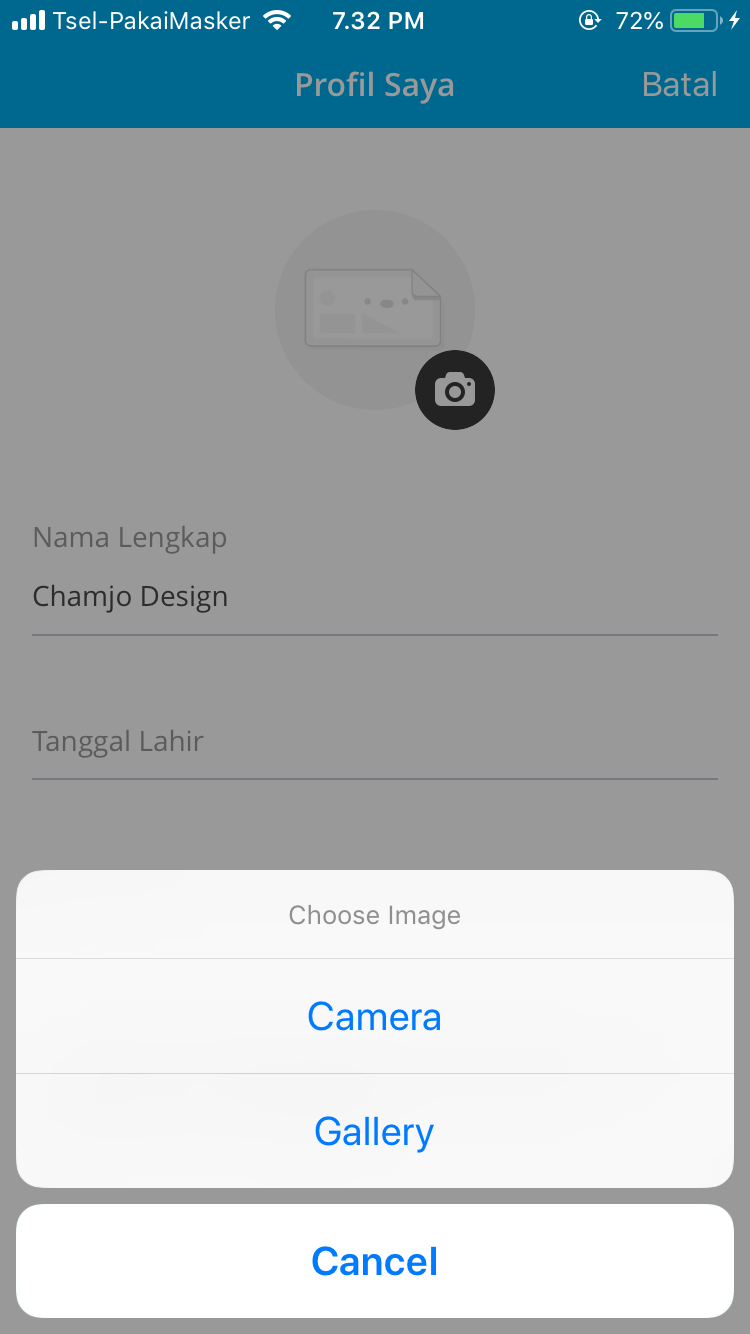 Tsel-PakaiMasker 7.32 PM 72%
Profil Saya Batal
Nama Lengkap
Chamjo Design
Tanggal Lahir
Choose Image
Camera
Gallery
Cancel